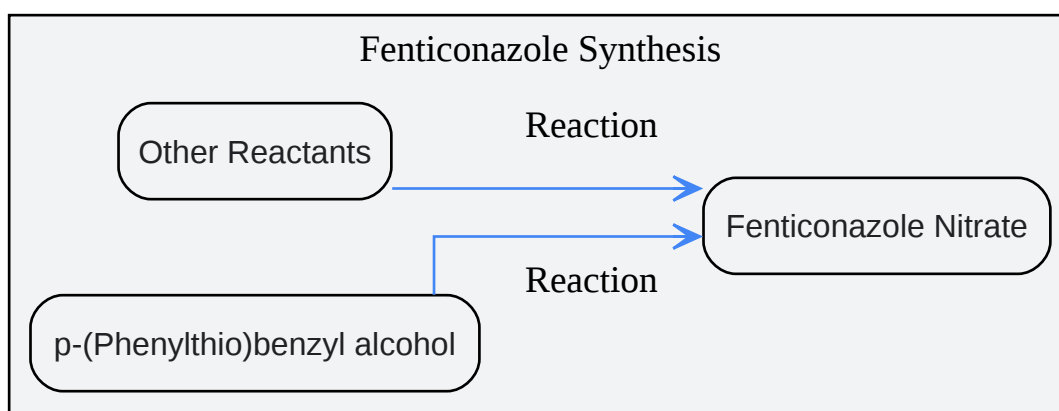 Fenticonazole Synthesis
Other Reactants
Reaction
Fenticonazole Nitrate
Reaction
p-(Phenylthio)benzyl alcohol